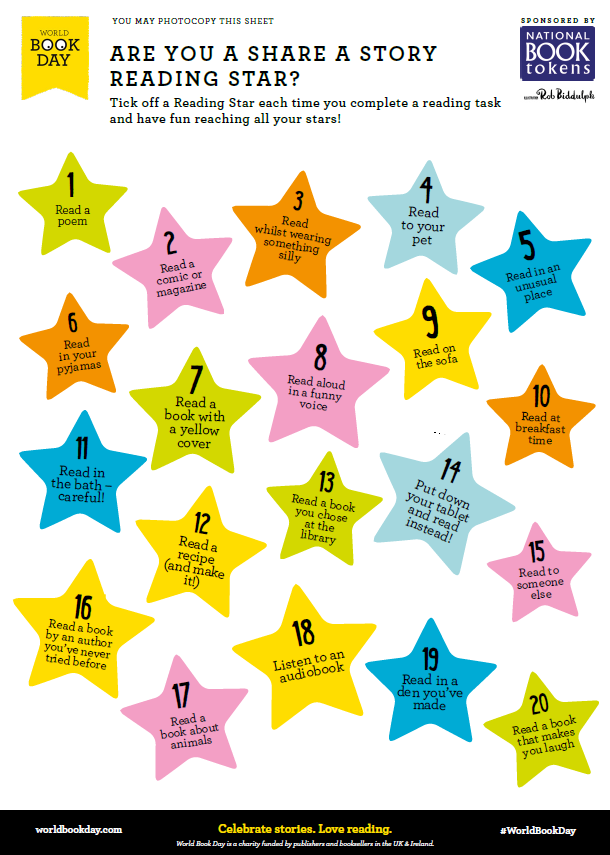 YOU MAY PHOTOCOPY THIS SHEET
SPONSORED BY
WORLD
BOOK
DAY
NATIONAL
BOOK
tokens
ARE YOU A SHARE A STORY
READING STAR?
Rob Biddulph
Tick off a Reading Star each time you complete a reading task
and have fun reaching all your stars!
1
Read a
poem
2
Read a
comic or
magazine
3
Read
whilst wearing
something
silly
4
Read
to your
pet
5
Read in an
unusual
place
6
Read
in your
pyjamas
7
Read a
book with
a yellow
cover
8
Read aloud
in a funny
voice
9
Read on
the sofa
10
Read at
breakfast
time
11
Read in
the bath –
careful!
12
Read a
recipe
(and make
it!)
13
Read a book
you chose
at the
library
14
Put down
your tablet
and read
instead!
15
Read to
someone
else
16
Read a book
by an author
you've never
tried before
17
Read a
book about
animals
18
Listen to an
audiobook
19
Read in a
den you've
made
20
Read a book
that makes
you laugh
worldbookday.com
Celebrate stories. Love reading.
#WorldBookDay
World Book Day is a charity funded by publishers and booksellers in the UK & Ireland.